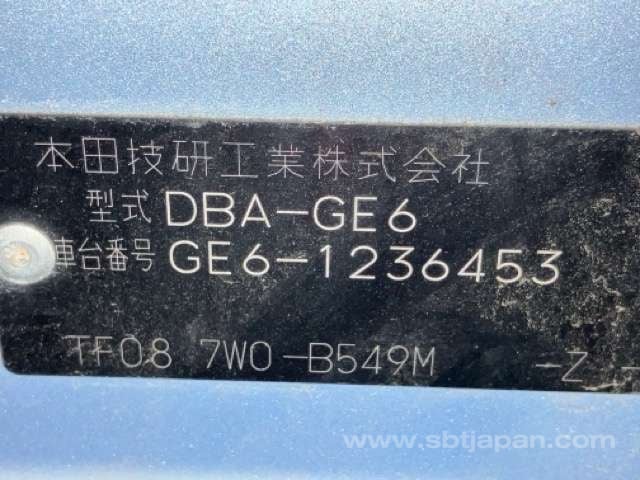 本田技研工業株式会社
型式 DBA-GE6
車台番号 GE6-1236453
TF08 7W0-B549M -Z -
www.sbtjapan.com